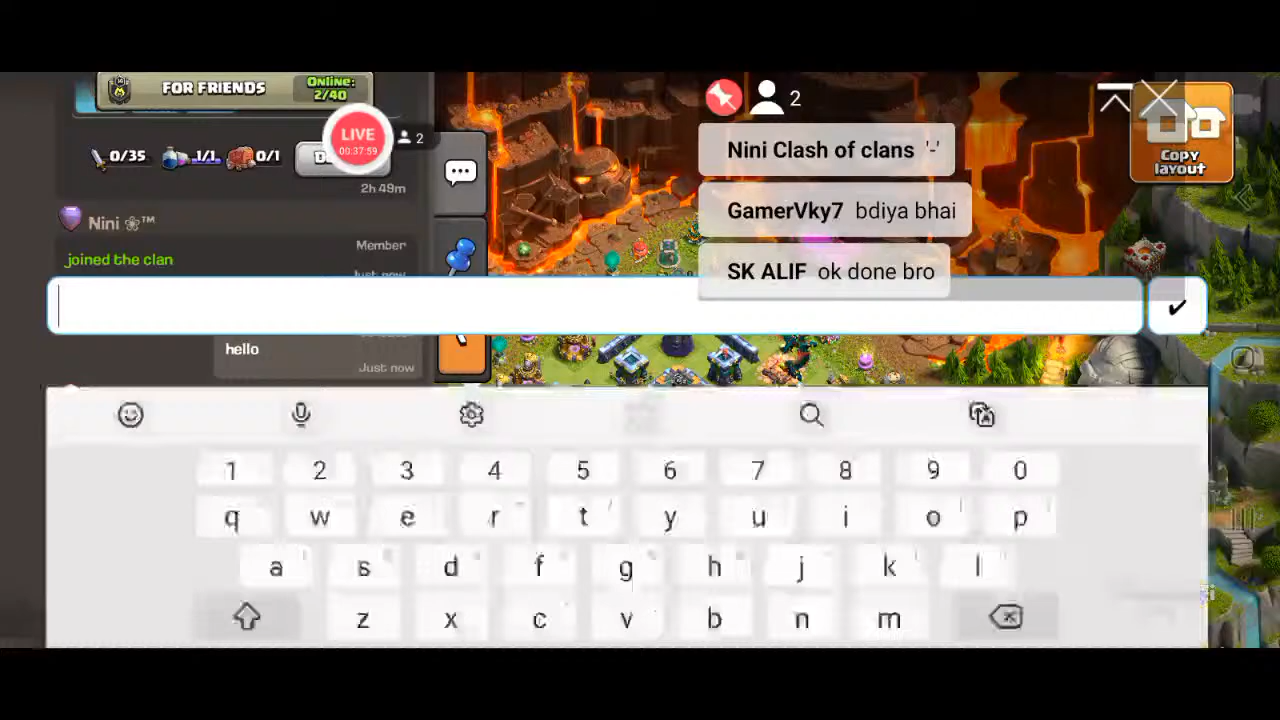 FOR FRIENDS
Online:
2/40
LIVE
00:37:59
2
0/35
1/1
0/1
2h 49m
Nini ❀™
Member
joined the clan
Just now
hello
Just now
2
Nini Clash of clans '-'
GamerVky7 bdiya bhai
SK ALIF ok done bro
Copy
layout
1 2 3 4 5 6 7 8 9 0
q w e r t y u i o p
a s d f g h j k l
z x c v b n m